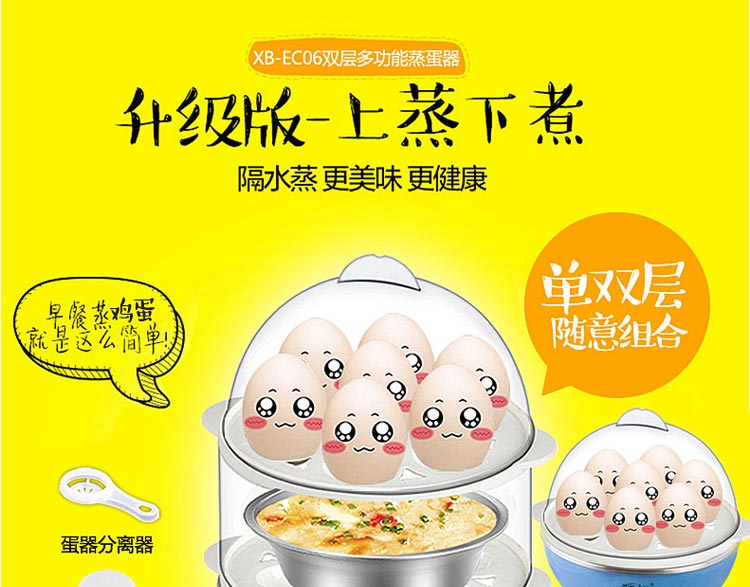 XB-EC06双层多功能蒸蛋器
升级版-上蒸下煮
隔水蒸 更美味 更健康
单双层
随意组合
早餐蒸鸡蛋
就是这么简单!
蛋器分离器